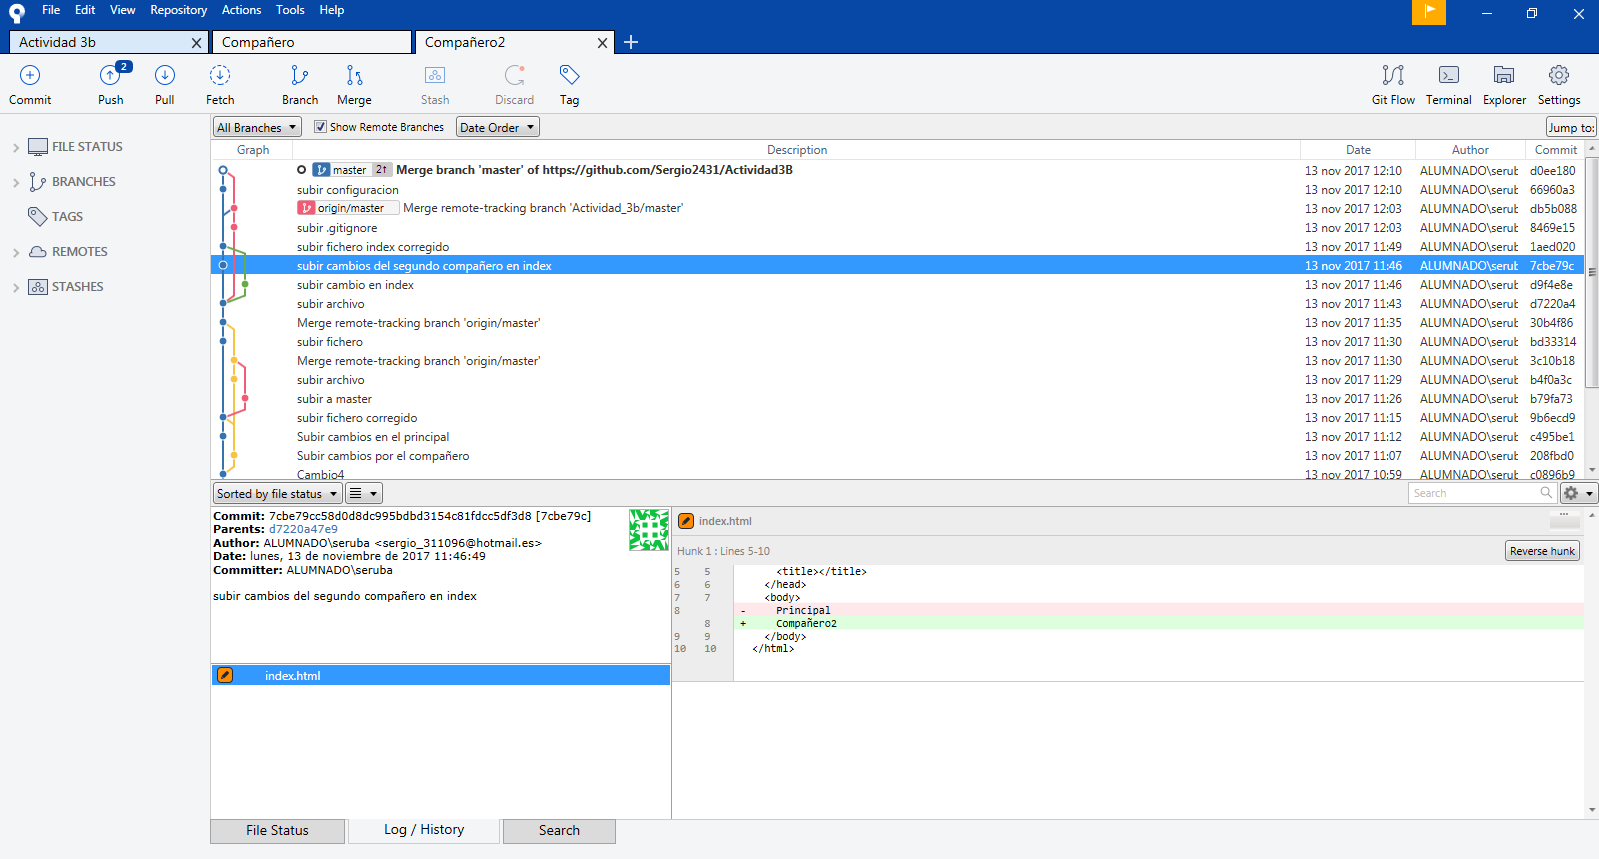 File Edit View Repository Actions Tools Help
Actividad 3b Compañero Compañero2
2
Commit Push Pull Fetch Branch Merge Stash Discard Tag Git Flow Terminal Explorer Settings
All Branches Show Remote Branches Date Order Jump to:
FILE STATUS
BRANCHES
TAGS
REMOTES
STASHES
Graph Description Date Author Commit
master 2↑ Merge branch 'master' of https://github.com/Sergio2431/Actividad3B 13 nov 2017 12:10 ALUMNADO\serub d0ee180
subir configuracion 13 nov 2017 12:10 ALUMNADO\serub 66960a3
origin/master Merge remote-tracking branch 'Actividad_3b/master' 13 nov 2017 12:03 ALUMNADO\serub db5b088
subir .gitignore 13 nov 2017 12:03 ALUMNADO\serub 8469e15
subir fichero index corregido 13 nov 2017 11:49 ALUMNADO\serub 1aed020
subir cambios del segundo compañero en index 13 nov 2017 11:46 ALUMNADO\serub 7cbe79c
subir cambio en index 13 nov 2017 11:46 ALUMNADO\serub d9f4e8e
subir archivo 13 nov 2017 11:43 ALUMNADO\serub d7220a4
Merge remote-tracking branch 'origin/master' 13 nov 2017 11:35 ALUMNADO\serub 30b4f86
subir fichero 13 nov 2017 11:30 ALUMNADO\serub bd33314
Merge remote-tracking branch 'origin/master' 13 nov 2017 11:30 ALUMNADO\serub 3c10b18
subir archivo 13 nov 2017 11:29 ALUMNADO\serub b4f0a3c
subir a master 13 nov 2017 11:26 ALUMNADO\serub b79fa73
subir fichero corregido 13 nov 2017 11:15 ALUMNADO\serub 9b6ecd9
Subir cambios en el principal 13 nov 2017 11:12 ALUMNADO\serub c495be1
Subir cambios por el compañero 13 nov 2017 11:07 ALUMNADO\serub 208fbd0
Cambio4 13 nov 2017 10:59 ALUMNADO\serub c0896b9
Sorted by file status Search
Commit: 7cbe79cc58d0d8dc995bdbd3154c81fdcc5df3d8 [7cbe79c]
Parents: d7220a47e9
Author: ALUMNADO\seruba <sergio_311096@hotmail.es>
Date: lunes, 13 de noviembre de 2017 11:46:49
Committer: ALUMNADO\seruba
subir cambios del segundo compañero en index
index.html
index.html
Hunk 1 : Lines 5-10 Reverse hunk
5 5 <title></title>
6 6 </head>
7 7 <body>
8 - Principal
8 + Compañero2
9 9 </body>
10 10 </html>
File Status Log / History Search